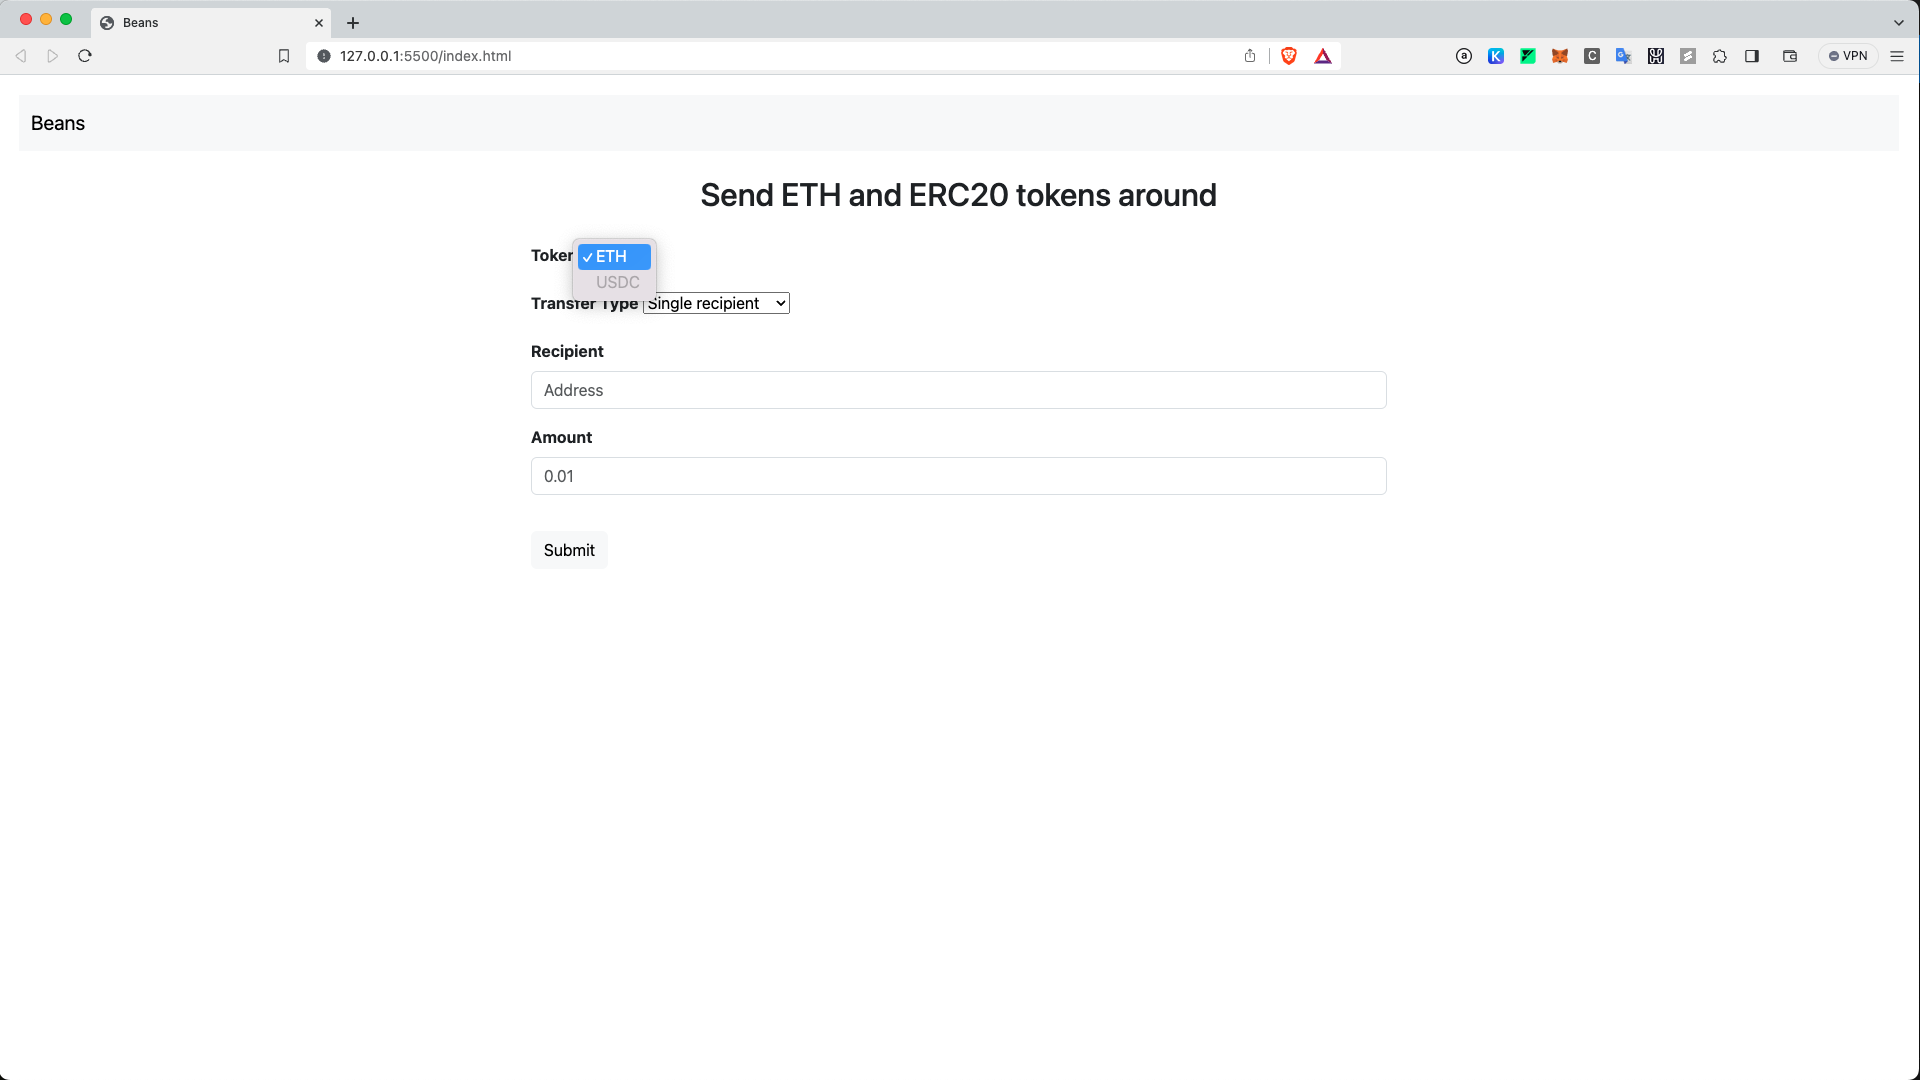 Beans
127.0.0.1:5500/index.html
VPN
Beans
Send ETH and ERC20 tokens around
Token
✓ ETH
USDC
Transfer Type Single recipient
Recipient
Address
Amount
0.01
Submit